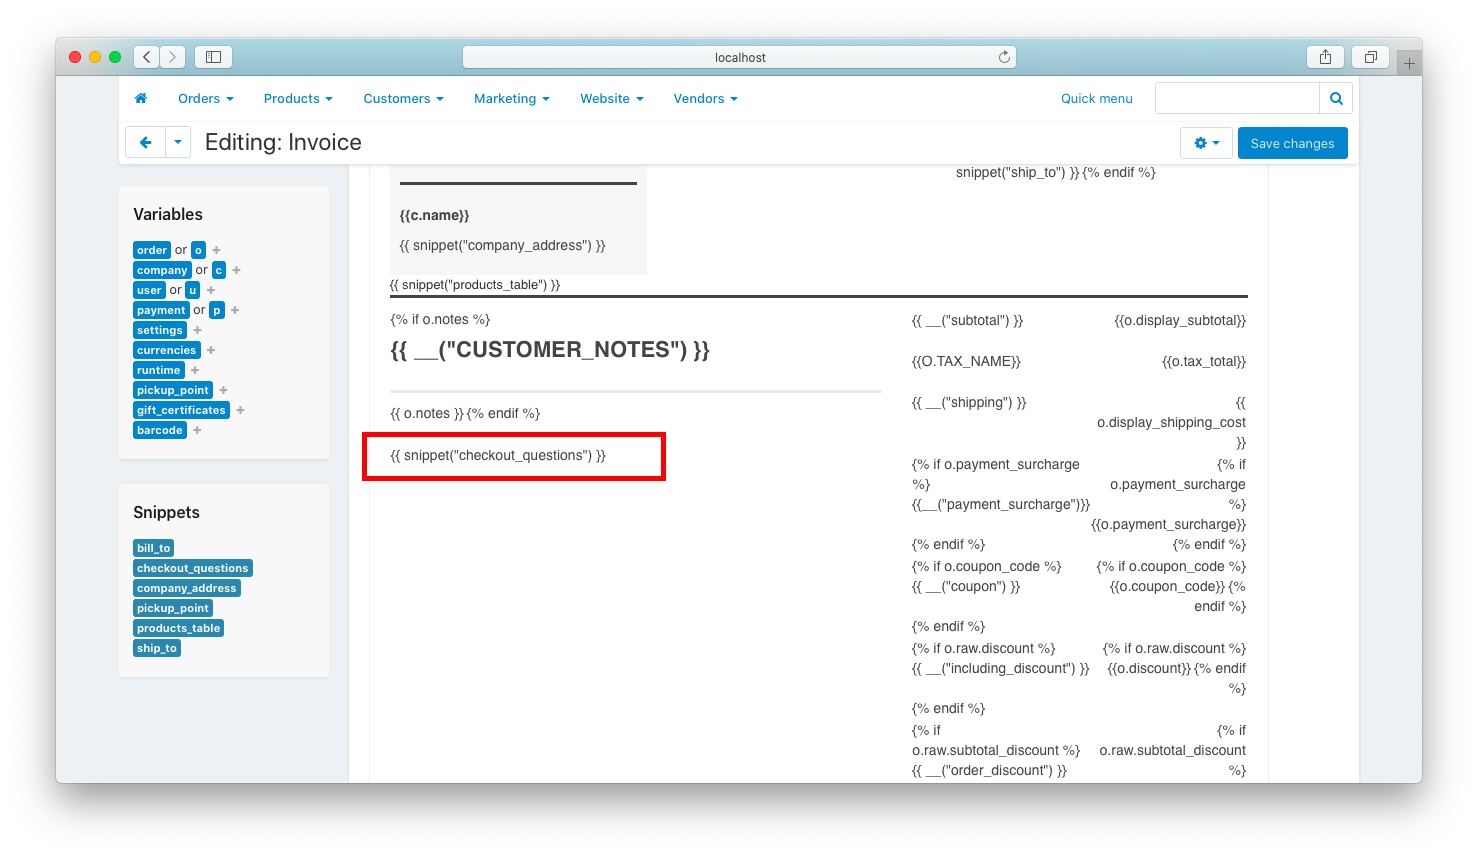 localhost
Orders Products Customers Marketing Website Vendors Quick menu
Editing: Invoice Save changes
Variables
order or o +
company or c +
user or u +
payment or p +
settings +
currencies +
runtime +
pickup_point +
gift_certificates +
barcode +
Snippets
bill_to
checkout_questions
company_address
pickup_point
products_table
ship_to
snippet("ship_to") }} {% endif %}
{{c.name}}
{{ snippet("company_address") }}
{{ snippet("products_table") }}
{% if o.notes %}
{{ __("CUSTOMER_NOTES") }}
{{ o.notes }} {% endif %}
{{ snippet("checkout_questions") }}
{{ __("subtotal") }} {{o.display_subtotal}}
{{O.TAX_NAME}} {{o.tax_total}}
{{ __("shipping") }} {{
o.display_shipping_cost
}}
{% if o.payment_surcharge {% if
%} o.payment_surcharge
{{__("payment_surcharge")}} %}
{{o.payment_surcharge}}
{% endif %} {% endif %}
{% if o.coupon_code %} {% if o.coupon_code %}
{{ __("coupon") }} {{o.coupon_code}} {%
endif %}
{% endif %}
{% if o.raw.discount %} {% if o.raw.discount %}
{{ __("including_discount") }} {{o.discount}} {% endif
%}
{% endif %}
{% if {% if
o.raw.subtotal_discount %} o.raw.subtotal_discount
{{ __("order_discount") }} %}